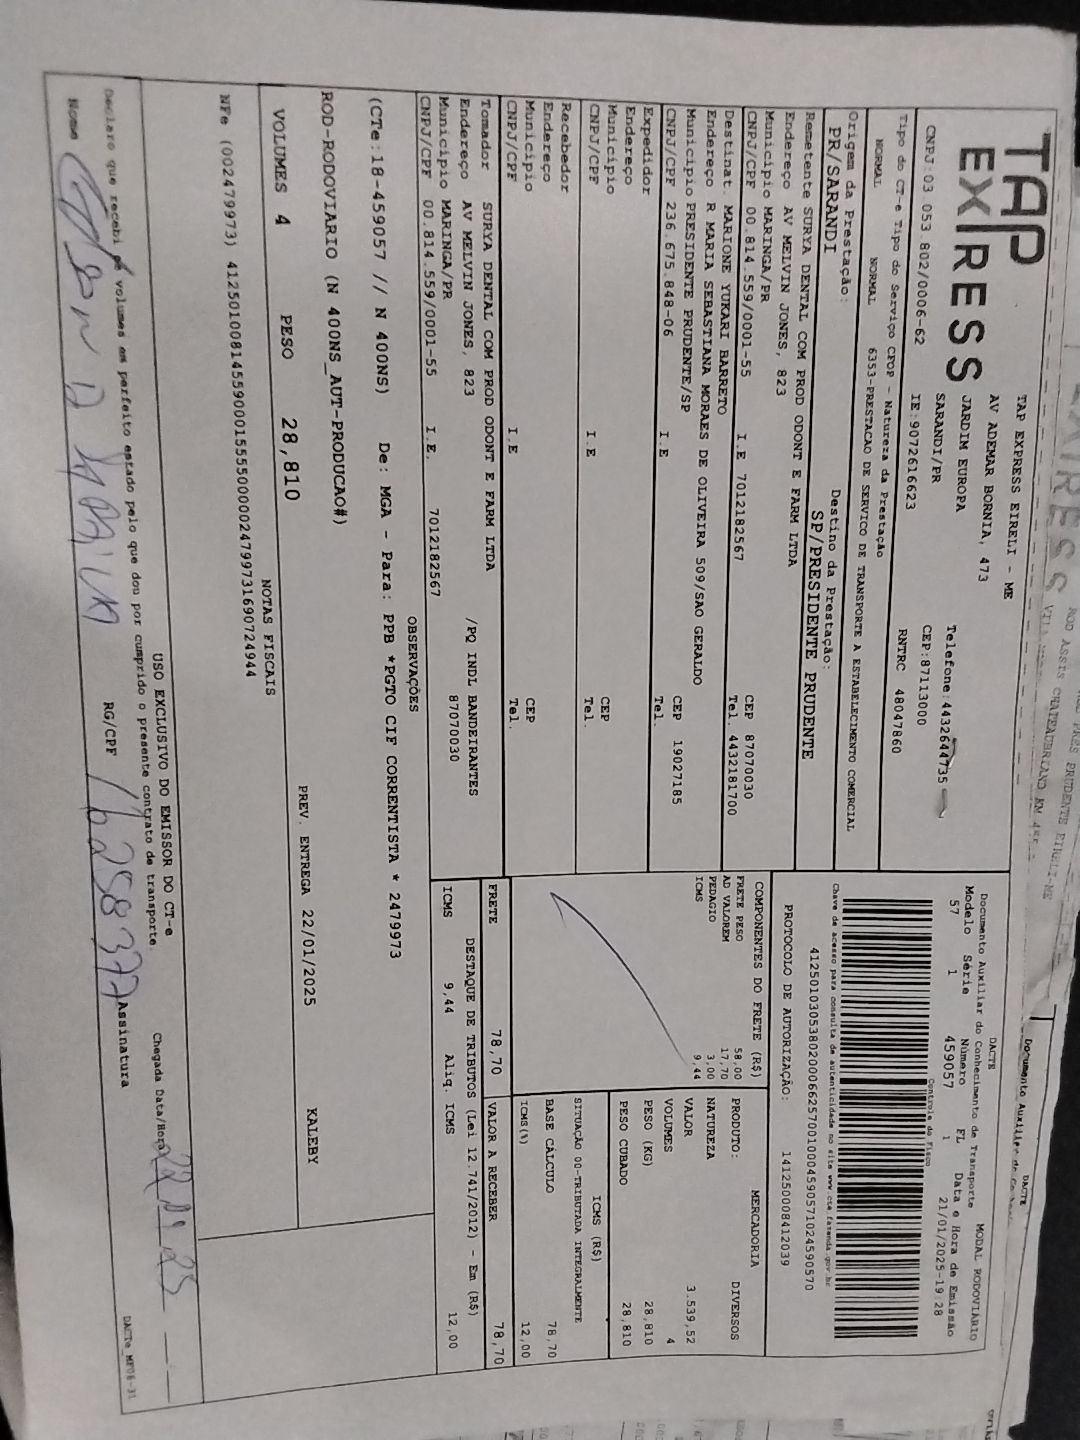 TAP EXPRESS
TAP EXPRESS EIRELI - ME
AV ADEMAR BORNIA, 473
JARDIM EUROPA
SARANDI/PR
CNPJ:03 053 802/0006-62 IE:9072616623
Telefone:4432644735
CEP:87113000
RNTRC 48047860
DACTE
Documento Auxiliar do Conhecimento de Transporte
MODAL RODOVIÁRIO
Modelo Série Número FL Data e Hora de Emissão
57 1 459057 1 21/01/2025-19:28
Controle do Fisco
Chave de acesso para consulta de autenticidade no site www.cte.fazenda.gov.br
41250103053802000662570010004590571024590570
PROTOCOLO DE AUTORIZAÇÃO: 141250008412039
Tipo do CT-e Tipo do Serviço CFOP - Natureza da Prestação
NORMAL NORMAL 6353-PRESTACAO DE SERVICO DE TRANSPORTE A ESTABELECIMENTO COMERCIAL
Origem da Prestação: Destino da Prestação:
PR/SARANDI SP/PRESIDENTE PRUDENTE
Remetente SURYA DENTAL COM PROD ODONT E FARM LTDA
Endereço AV MELVIN JONES, 823
Município MARINGA/PR CEP 87070030
CNPJ/CPF 00.814.559/0001-55 I.E 7012182567 Tel. 4432181700
Destinat. MARIONE YUKARI BARRETO
Endereço R MARIA SEBASTIANA MORAES DE OLIVEIRA 509/SAO GERALDO
Município PRESIDENTE PRUDENTE/SP CEP 19027185
CNPJ/CPF 236.675.848-06 I.E Tel.
Expedidor
Endereço
Município CEP
CNPJ/CPF I.E Tel.
Recebedor
Endereço
Município CEP
CNPJ/CPF I.E Tel.
Tomador SURYA DENTAL COM PROD ODONT E FARM LTDA
Endereço AV MELVIN JONES, 823 /PQ INDL BANDEIRANTES
Município MARINGA/PR 87070030
CNPJ/CPF 00.814.559/0001-55 I.E. 7012182567
COMPONENTES DO FRETE (R$)
FRETE PESO 58,00
AD VALOREM 17,70
PEDAGIO 3,00
ICMS 9,44
MERCADORIA
PRODUTO: DIVERSOS
NATUREZA
VALOR 3.539,52
VOLUMES 4
PESO (KG) 28,810
PESO CUBADO 28,810
ICMS (R$)
SITUAÇÃO 00-TRIBUTADA INTEGRALMENTE
BASE CÁLCULO 78,70
ICMS(%) 12,00
FRETE 78,70 VALOR A RECEBER 78,70
DESTAQUE DE TRIBUTOS (Lei 12.741/2012) - Em (R$)
ICMS 9,44 Aliq. ICMS 12,00
OBSERVAÇÕES
(CTe:18-459057 // N 400NS) De: MGA - Para: PPB *PGTO CIF CORRENTISTA * 2479973
ROD-RODOVIARIO (N 400NS_AUT-PRODUCAO#)
PREV. ENTREGA 22/01/2025 KALEBY
VOLUMES 4 PESO 28,810
NOTAS FISCAIS
NFe (002479973) 41250100814559000155550000024799731690724944
USO EXCLUSIVO DO EMISSOR DO CT-e
Declaro que recebi os volumes em perfeito estado pelo que dou por cumprido o presente contrato de transporte.
Chegada Data/Hora 22 01 25
Nome RG/CPF Assinatura
DACTe_MF06-31